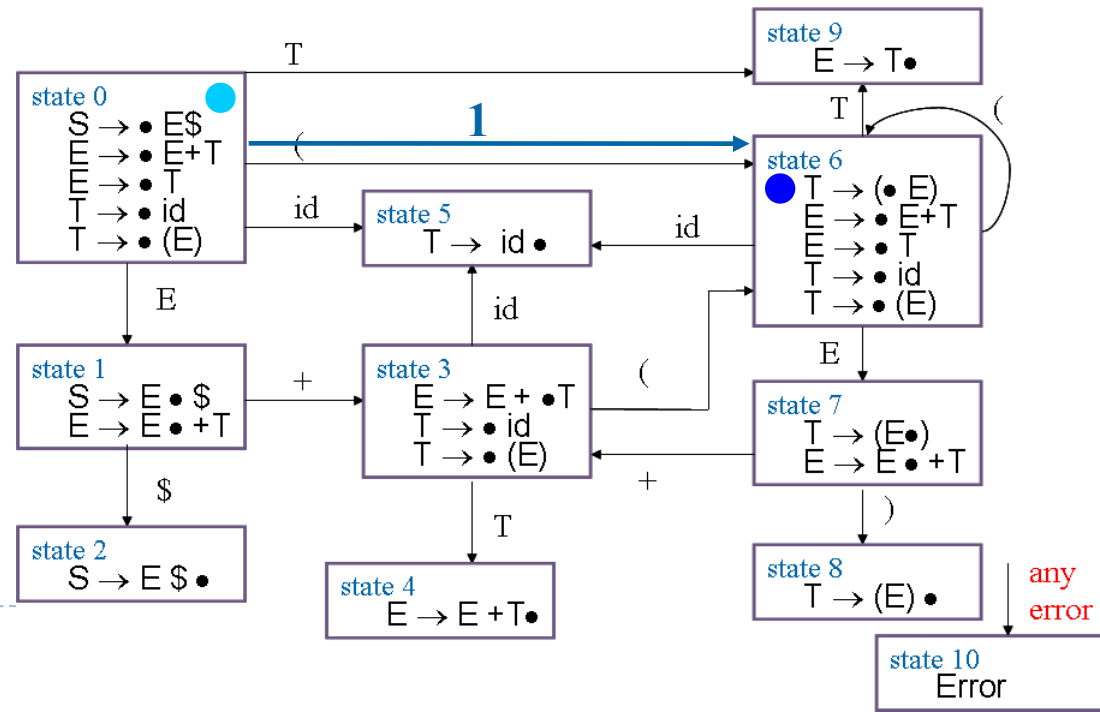 state 0
S → • E$
E → • E+T
E → • T
T → • id
T → • (E)
T
1
(
id
state 9
E → T•
T
(
state 6
T → (• E)
E → • E+T
E → • T
T → • id
T → • (E)
state 5
T → id •
id
id
E
E
state 1
S → E • $
E → E • +T
+
state 3
E → E + •T
T → • id
T → • (E)
(
state 7
T → (E•)
E → E • +T
+
$
T
)
state 2
S → E $ •
state 4
E → E + T•
state 8
T → (E) •
any
error
state 10
Error